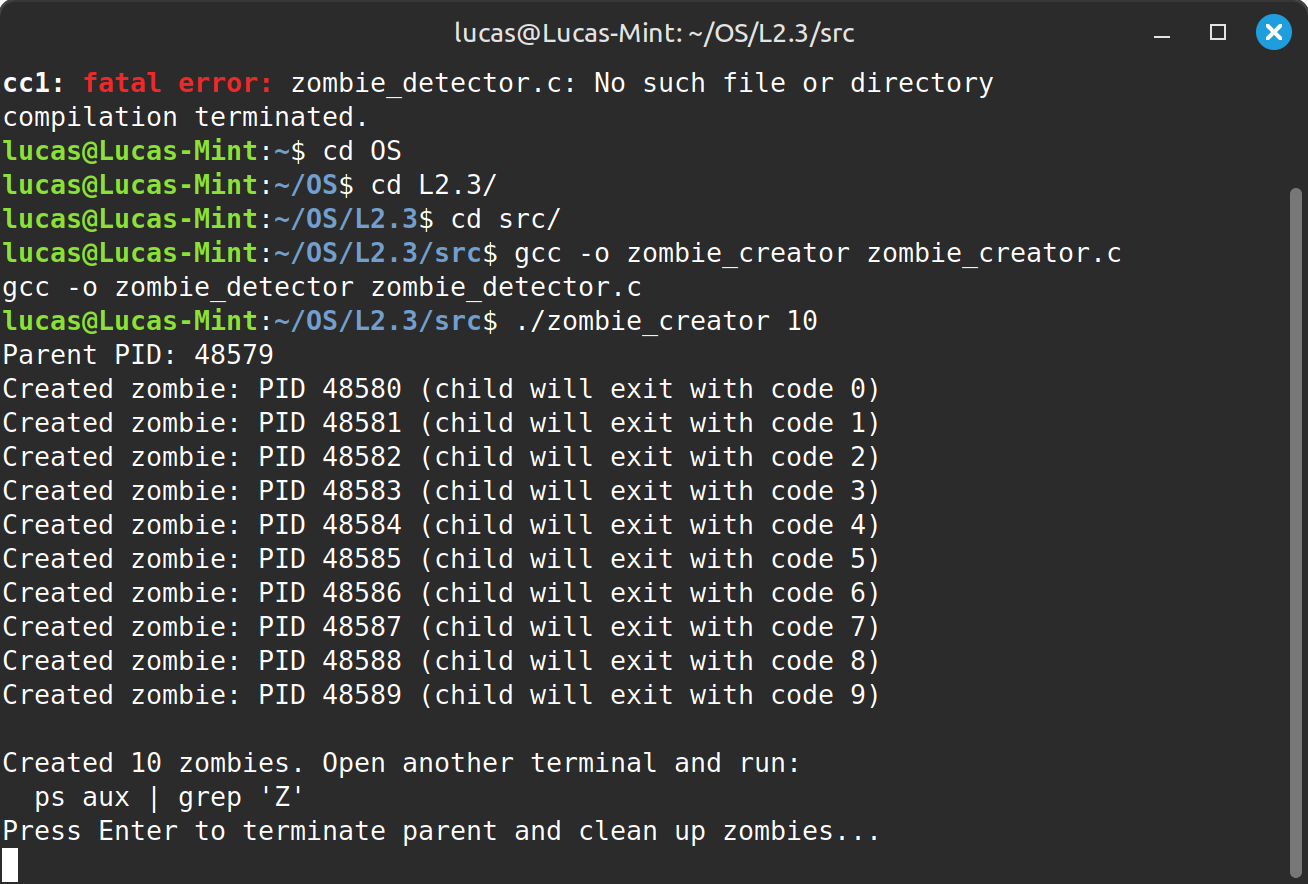 lucas@Lucas-Mint: ~/OS/L2.3/src
cc1: fatal error: zombie_detector.c: No such file or directory
compilation terminated.
lucas@Lucas-Mint:~$ cd OS
lucas@Lucas-Mint:~/OS$ cd L2.3/
lucas@Lucas-Mint:~/OS/L2.3$ cd src/
lucas@Lucas-Mint:~/OS/L2.3/src$ gcc -o zombie_creator zombie_creator.c
gcc -o zombie_detector zombie_detector.c
lucas@Lucas-Mint:~/OS/L2.3/src$ ./zombie_creator 10
Parent PID: 48579
Created zombie: PID 48580 (child will exit with code 0)
Created zombie: PID 48581 (child will exit with code 1)
Created zombie: PID 48582 (child will exit with code 2)
Created zombie: PID 48583 (child will exit with code 3)
Created zombie: PID 48584 (child will exit with code 4)
Created zombie: PID 48585 (child will exit with code 5)
Created zombie: PID 48586 (child will exit with code 6)
Created zombie: PID 48587 (child will exit with code 7)
Created zombie: PID 48588 (child will exit with code 8)
Created zombie: PID 48589 (child will exit with code 9)

Created 10 zombies. Open another terminal and run:
  ps aux | grep 'Z'
Press Enter to terminate parent and clean up zombies...